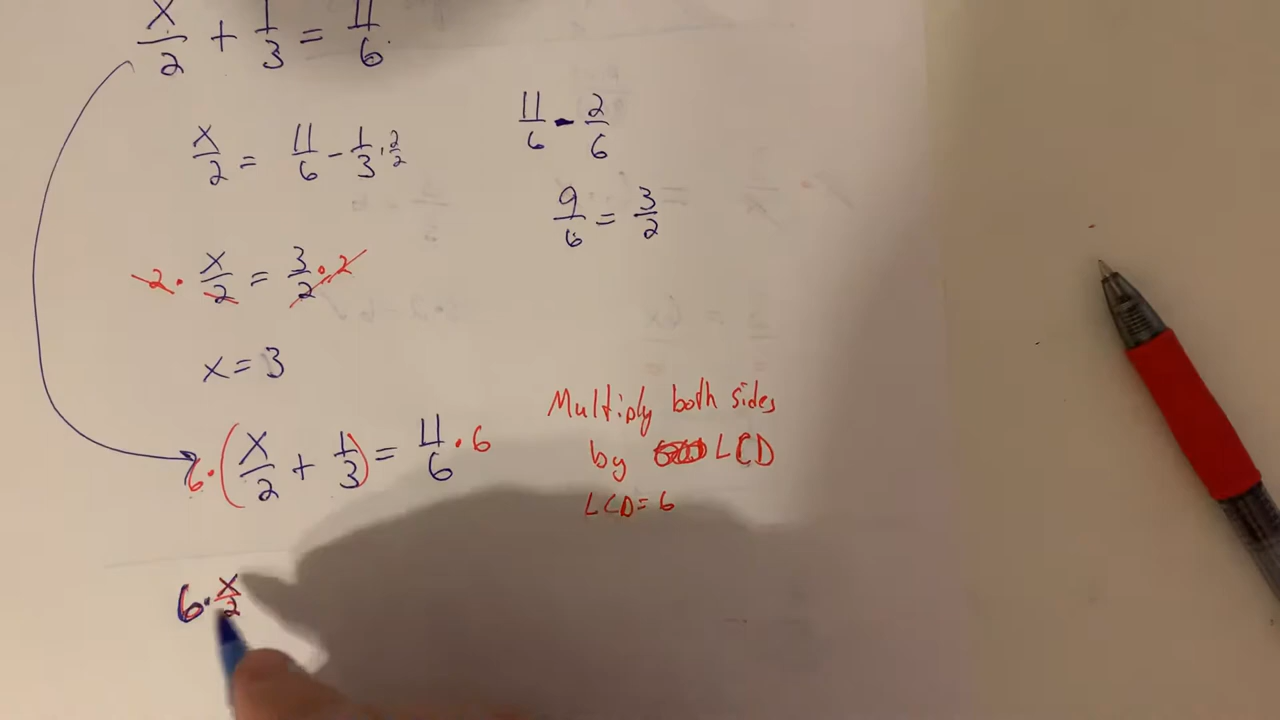 x/2 + 1/3 = 11/6
x/2 = 11/6 - 1/3 · 2/2
11/6 - 2/6
9/6 = 3/2
2 · x/2 = 3/2 · 2
x = 3
6 · (x/2 + 1/3) = 11/6 · 6
Multiply both sides
by LCD
LCD = 6
6 · x/2